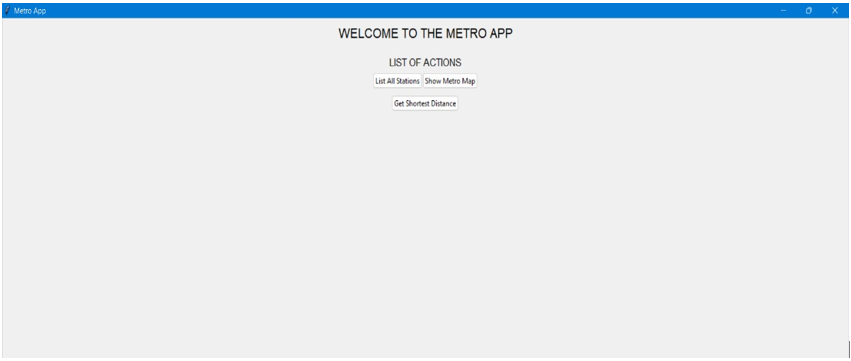 Metro App
WELCOME TO THE METRO APP
LIST OF ACTIONS
List All Stations Show Metro Map
Get Shortest Distance